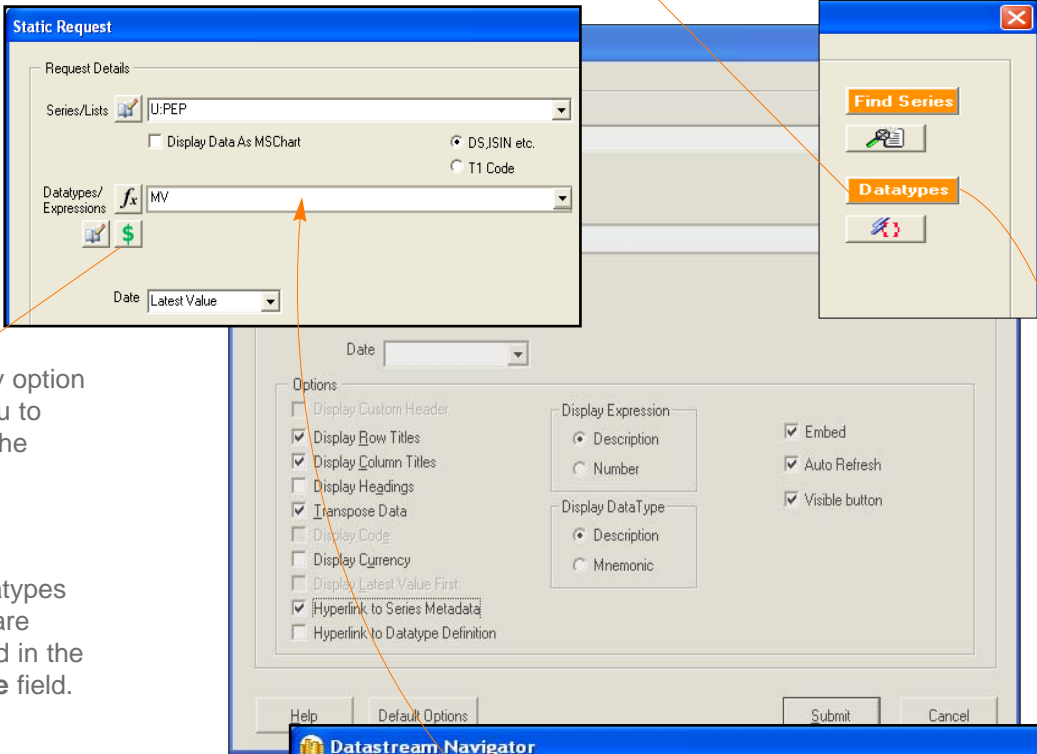 Static Request
Request Details
Series/Lists U:PEP
Display Data As MSChart
DS,ISIN etc.
T1 Code
Datatypes/
Expressions
fx MV
$
Date Latest Value
Find Series
Datatypes
y option
u to
he
atypes
are
d in the
e field.
Date
Options
Display Custom Header
Display Row Titles
Display Column Titles
Display Headings
Transpose Data
Display Code
Display Currency
Display Latest Value First
Hyperlink to Series Metadata
Hyperlink to Datatype Definition
Display Expression
Description
Number
Display DataType
Description
Mnemonic
Embed
Auto Refresh
Visible button
Help Default Options Submit Cancel
Datastream Navigator